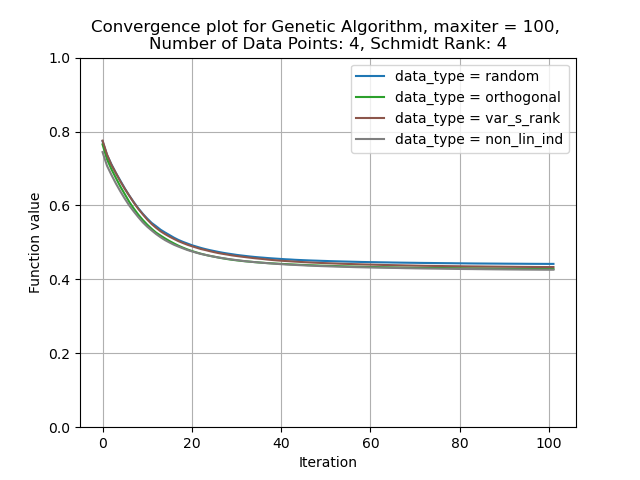 Convergence plot for Genetic Algorithm, maxiter = 100,
Number of Data Points: 4, Schmidt Rank: 4
data_type = random
data_type = orthogonal
data_type = var_s_rank
data_type = non_lin_ind
Function value
1.0
0.8
0.6
0.4
0.2
0.0
0 20 40 60 80 100
Iteration